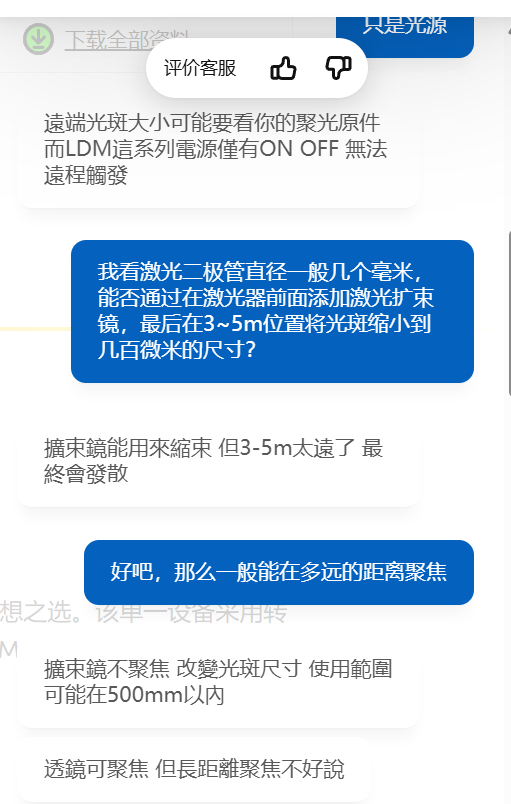 只是光源
下载全部资料
评价客服
遠端光斑大小可能要看你的聚光原件
而LDM這系列電源僅有ON OFF 無法
遠程觸發
我看激光二极管直径一般几个毫米，
能否通过在激光器前面添加激光扩束
镜，最后在3~5m位置将光斑缩小到
几百微米的尺寸？
擴束鏡能用來縮束 但3-5m太遠了 最
終會發散
好吧，那么一般能在多远的距离聚焦
想之选。该单一设备采用转
M
擴束鏡不聚焦 改變光斑尺寸 使用範圍
可能在500mm以內
透鏡可聚焦 但長距離聚焦不好說